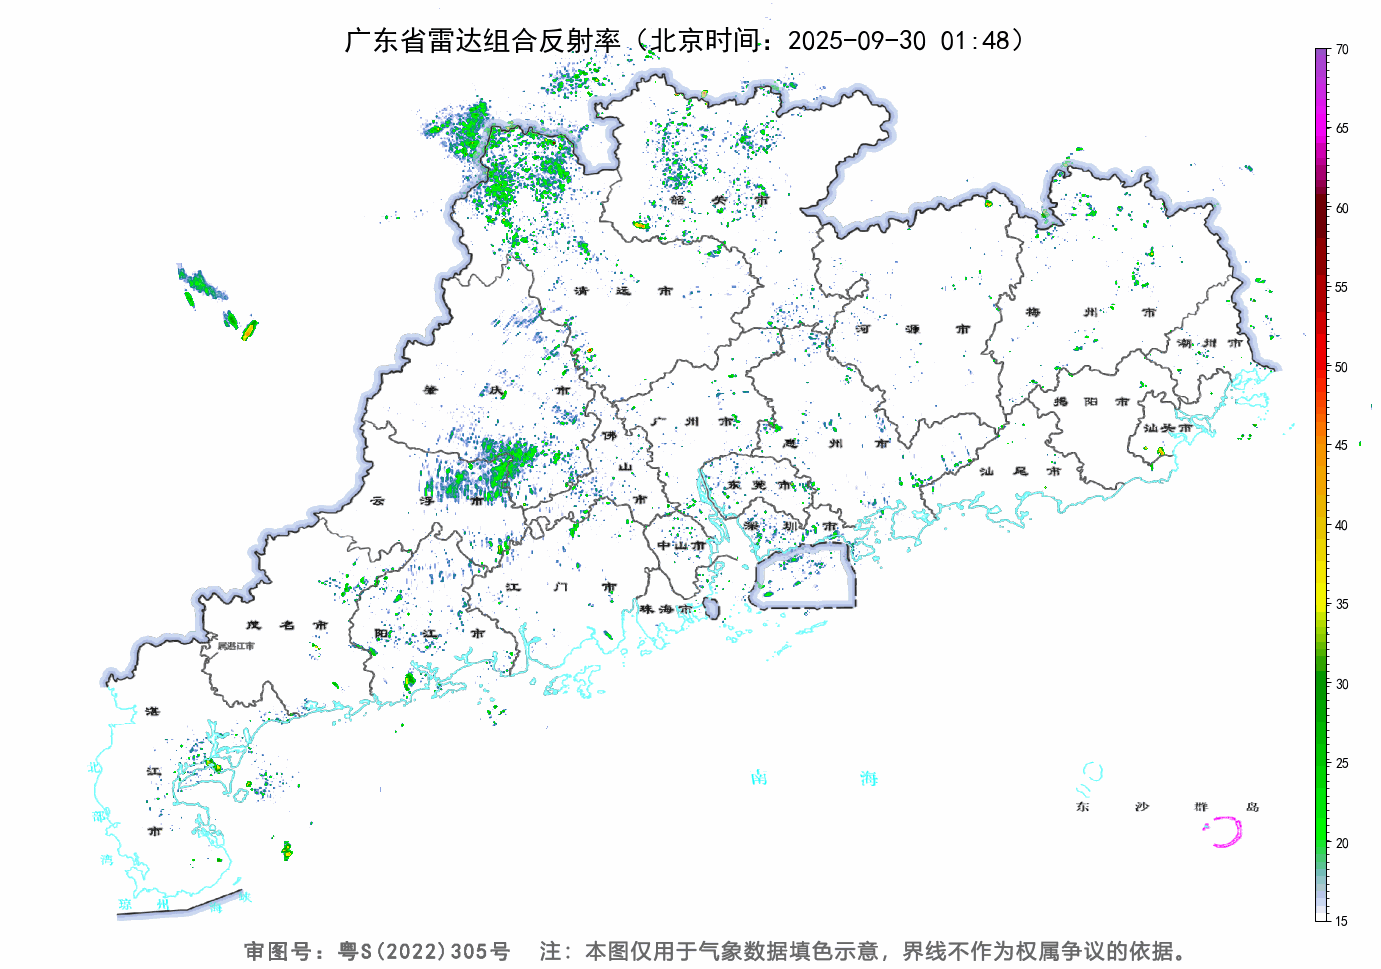 广东省雷达组合反射率（北京时间：2025-09-30 01:48）
70
65
60
55
50
45
40
35
30
25
20
15
韶关市
清远市
河源市
梅州市
潮州市
肇庆市
广州市
惠州市
揭阳市
汕头市
佛山市
云浮市
东莞市
汕尾市
深圳市
中山市
江门市
珠海市
茂名市
阳江市
属湛江市
湛江市
北部湾
南海
东沙群岛
琼州海峡
审图号：粤S(2022)305号 注：本图仅用于气象数据填色示意，界线不作为权属争议的依据。